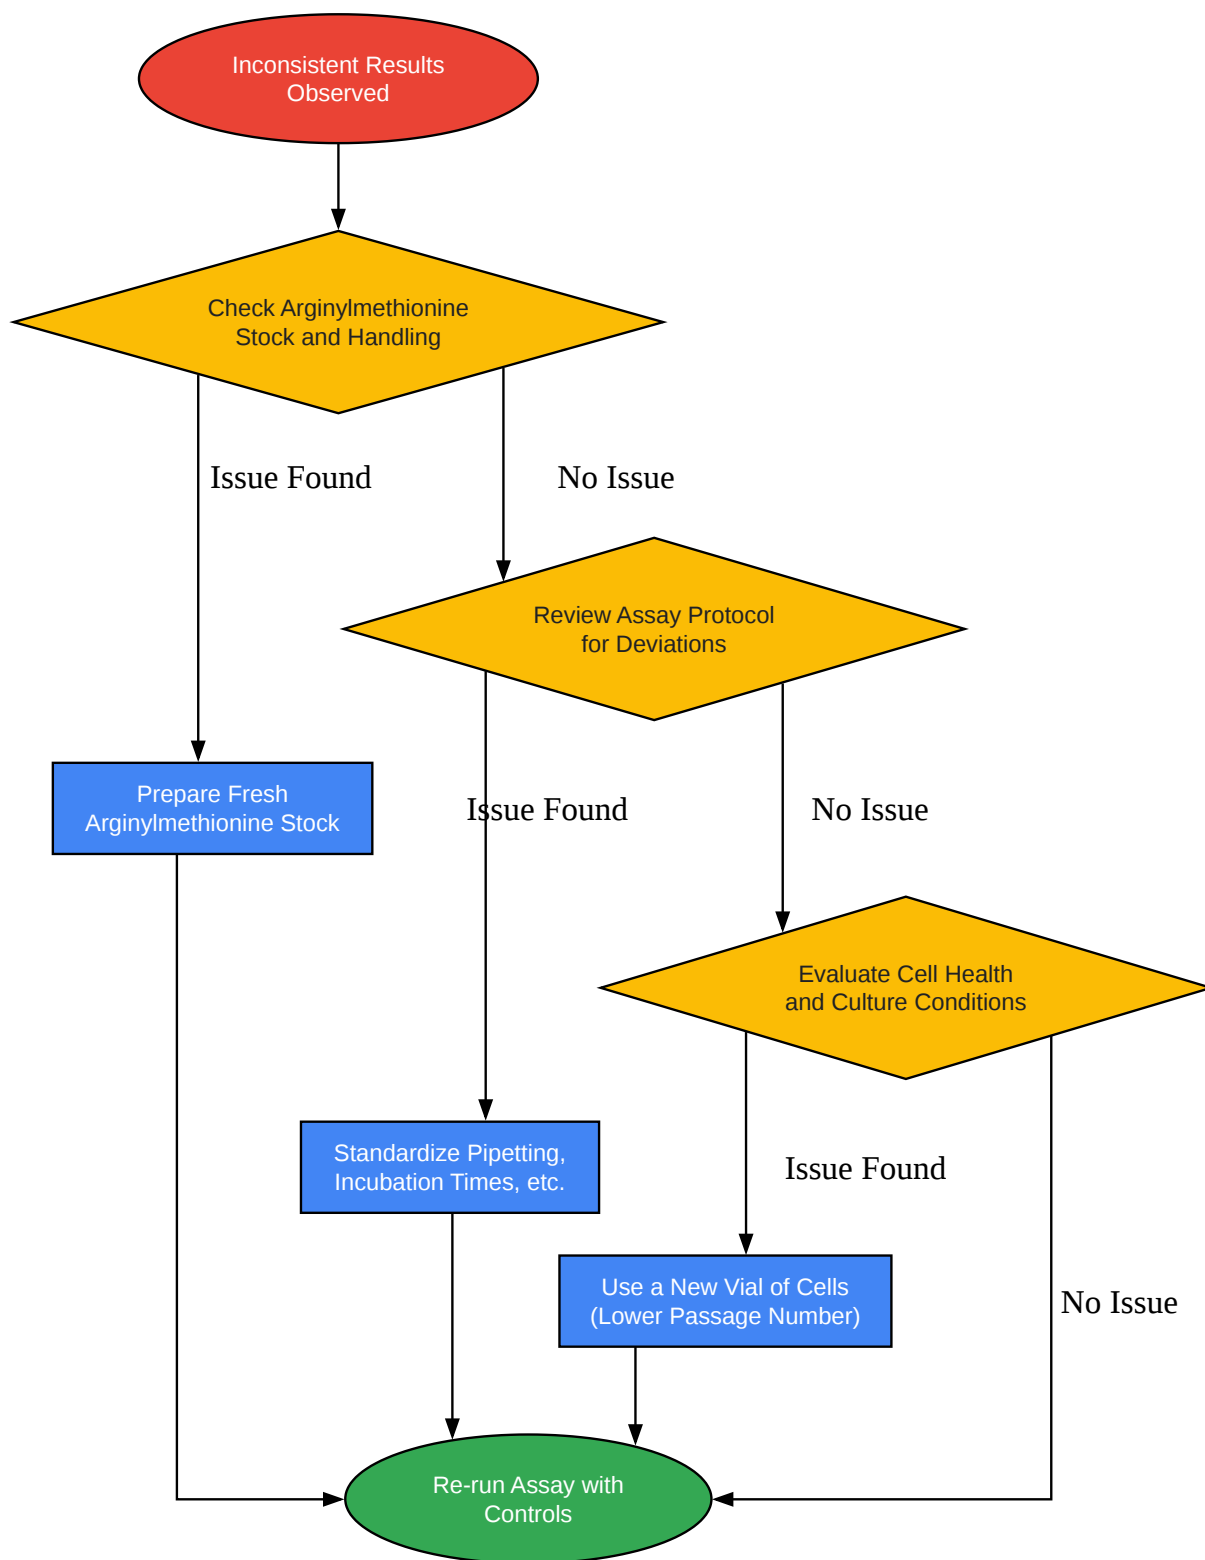 Inconsistent Results
Observed
Check Arginylmethionine
Stock and Handling
Issue Found
No Issue
Review Assay Protocol
for Deviations
Prepare Fresh
Arginylmethionine Stock
Issue Found
No Issue
Evaluate Cell Health
and Culture Conditions
Standardize Pipetting,
Incubation Times, etc.
Issue Found
Use a New Vial of Cells
(Lower Passage Number)
No Issue
Re-run Assay with
Controls